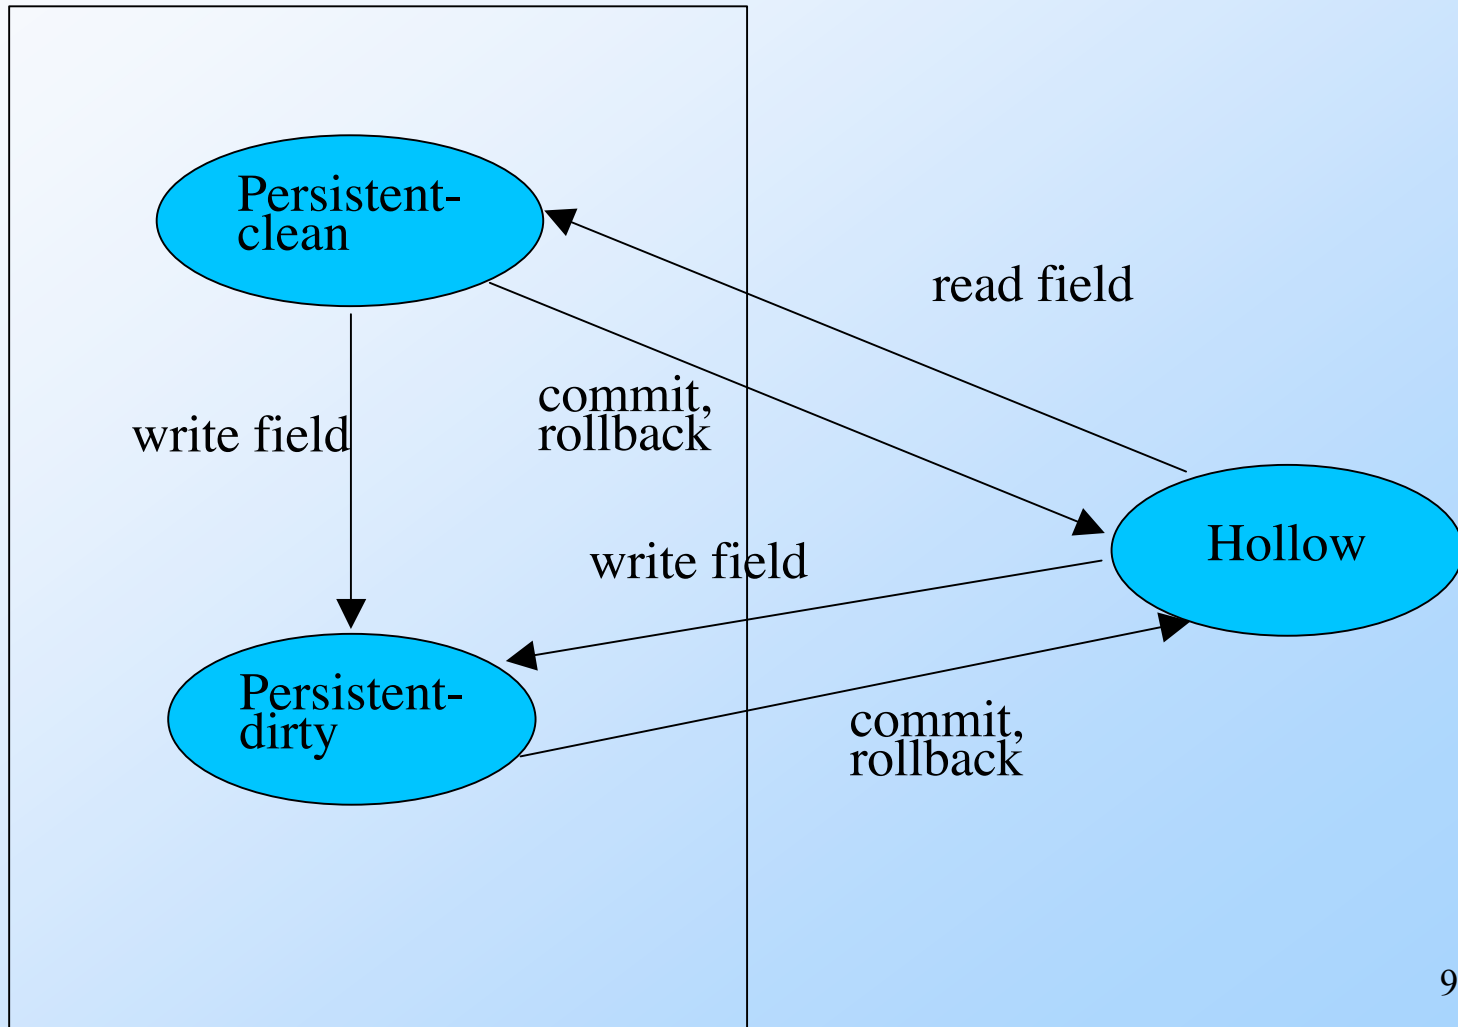 Persistent-
clean
read field
commit,
rollback
write field
write field
Hollow
Persistent-
dirty
commit,
rollback
9